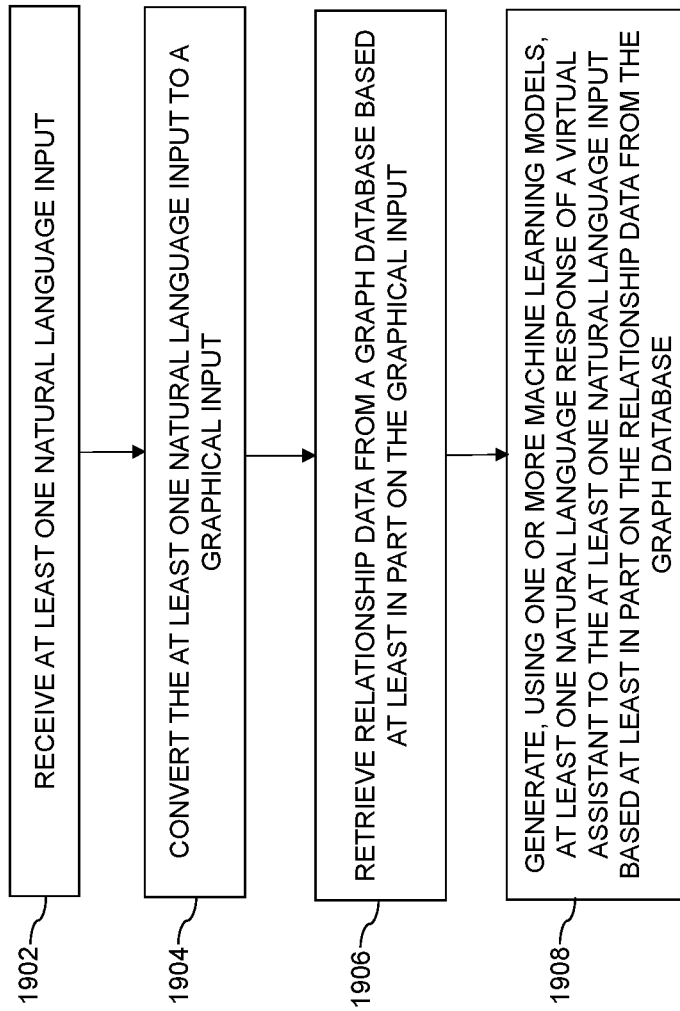 1902
RECEIVE AT LEAST ONE NATURAL LANGUAGE INPUT
1904
CONVERT THE AT LEAST ONE NATURAL LANGUAGE INPUT TO A
GRAPHICAL INPUT
1906
RETRIEVE RELATIONSHIP DATA FROM A GRAPH DATABASE BASED
AT LEAST IN PART ON THE GRAPHICAL INPUT
1908
GENERATE, USING ONE OR MORE MACHINE LEARNING MODELS,
AT LEAST ONE NATURAL LANGUAGE RESPONSE OF A VIRTUAL
ASSISTANT TO THE AT LEAST ONE NATURAL LANGUAGE INPUT
BASED AT LEAST IN PART ON THE RELATIONSHIP DATA FROM THE
GRAPH DATABASE